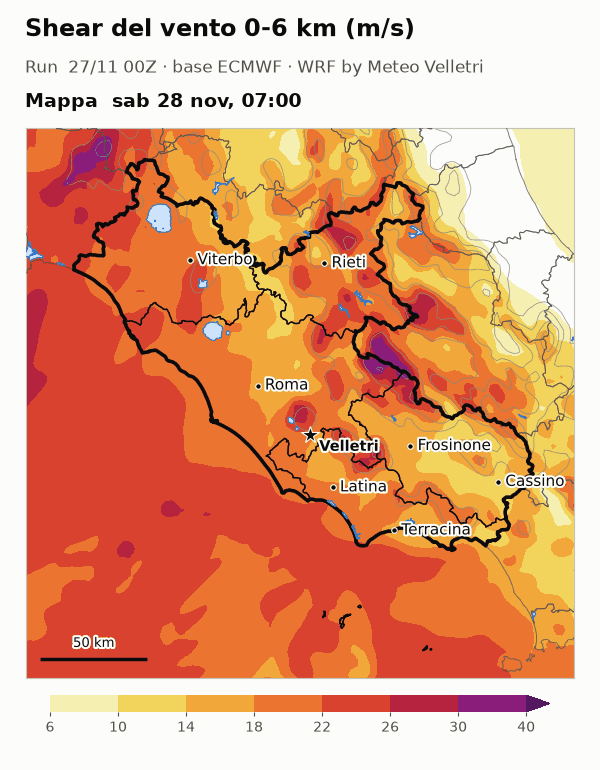 Shear del vento 0-6 km (m/s)
Run  27/11 00Z · base ECMWF · WRF by Meteo Velletri
Mappa  sab 28 nov, 07:00
Viterbo
Rieti
Roma
Velletri
Frosinone
Cassino
Latina
Terracina
50 km
6 10 14 18 22 26 30 40